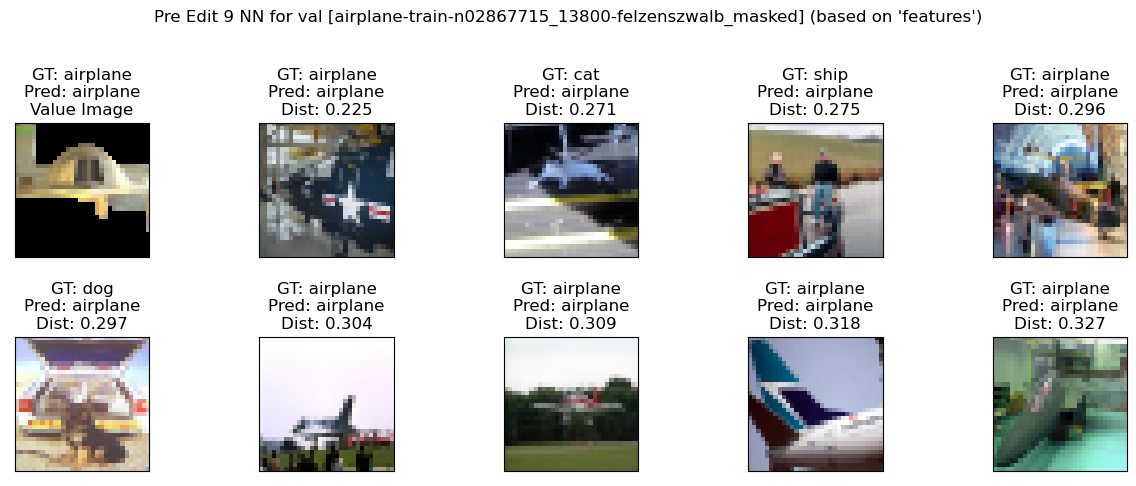 Pre Edit 9 NN for val [airplane-train-n02867715_13800-felzenszwalb_masked] (based on 'features')
GT: airplane
Pred: airplane
Value Image
GT: airplane
Pred: airplane
Dist: 0.225
GT: cat
Pred: airplane
Dist: 0.271
GT: ship
Pred: airplane
Dist: 0.275
GT: airplane
Pred: airplane
Dist: 0.296
GT: dog
Pred: airplane
Dist: 0.297
GT: airplane
Pred: airplane
Dist: 0.304
GT: airplane
Pred: airplane
Dist: 0.309
GT: airplane
Pred: airplane
Dist: 0.318
GT: airplane
Pred: airplane
Dist: 0.327